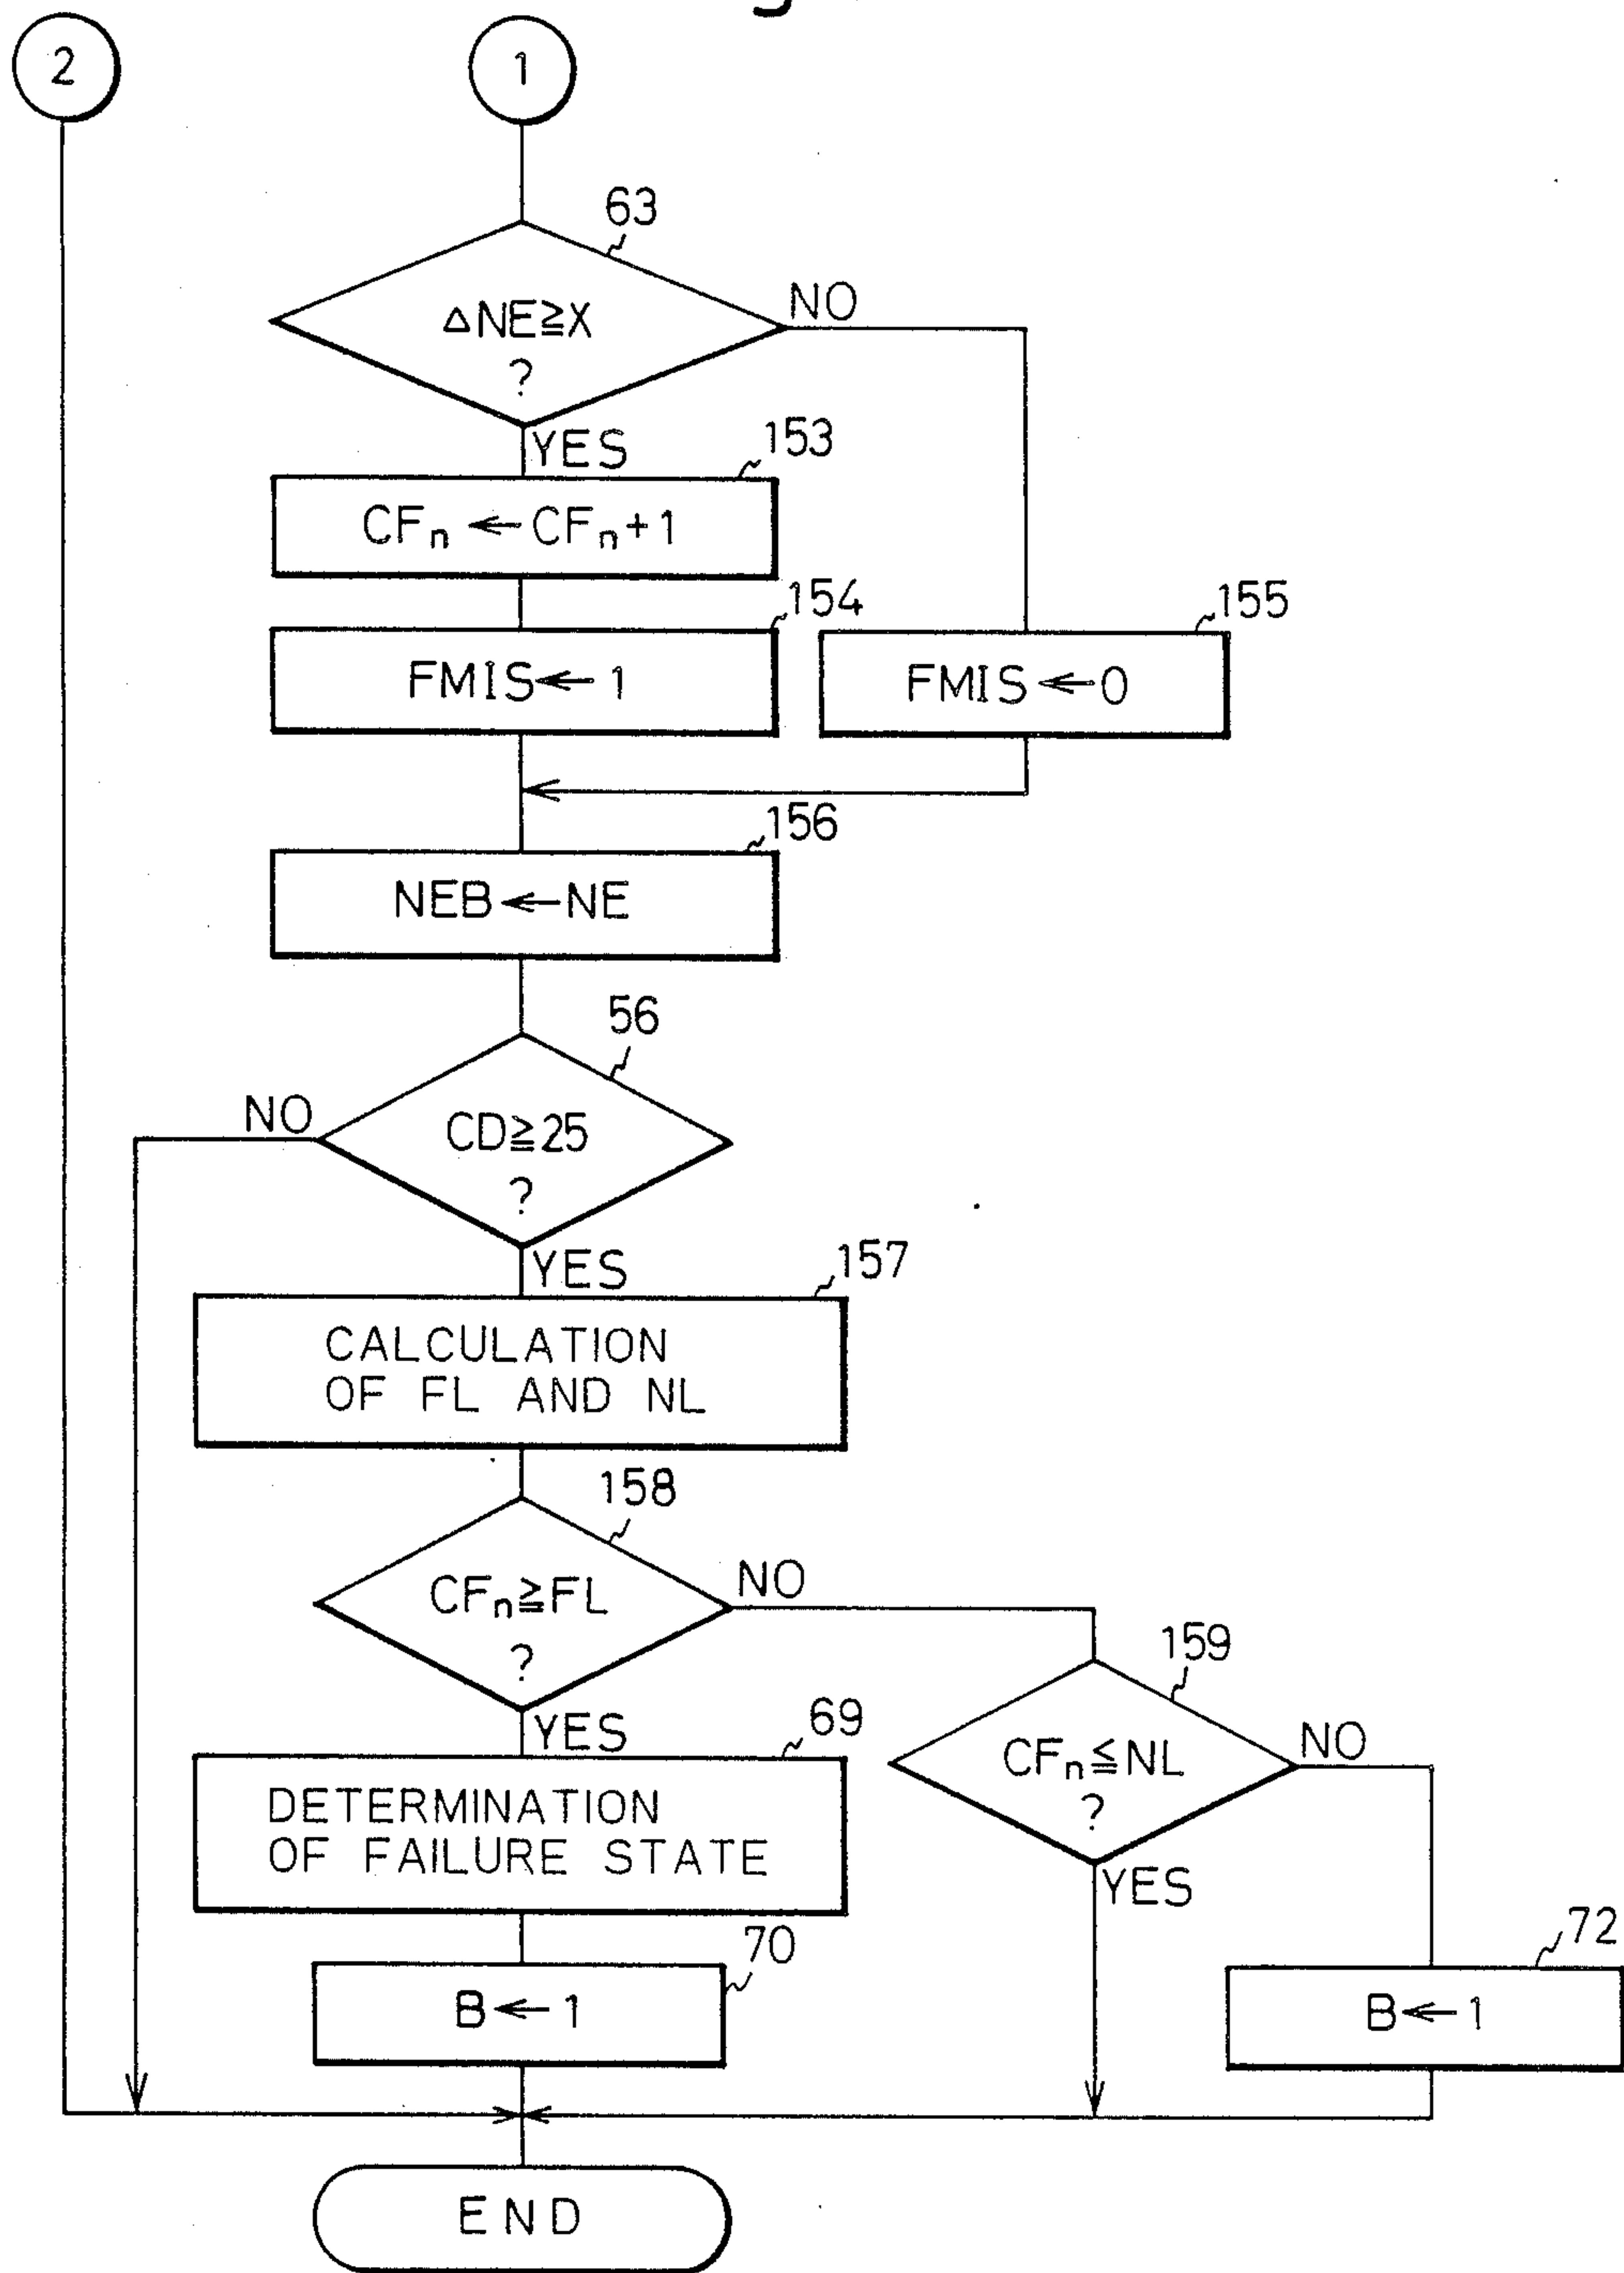 2
1
63
ΔNE≧X
?
NO
YES
153
CFn ← CFn+1
154
FMIS ← 1
155
FMIS ← 0
156
NEB ← NE
56
CD≧25
?
NO
YES
157
CALCULATION
OF FL AND NL
158
CFn≧FL
?
NO
YES
159
CFn≦NL
?
NO
YES
69
DETERMINATION
OF FAILURE STATE
70
B ← 1
72
B ← 1
END